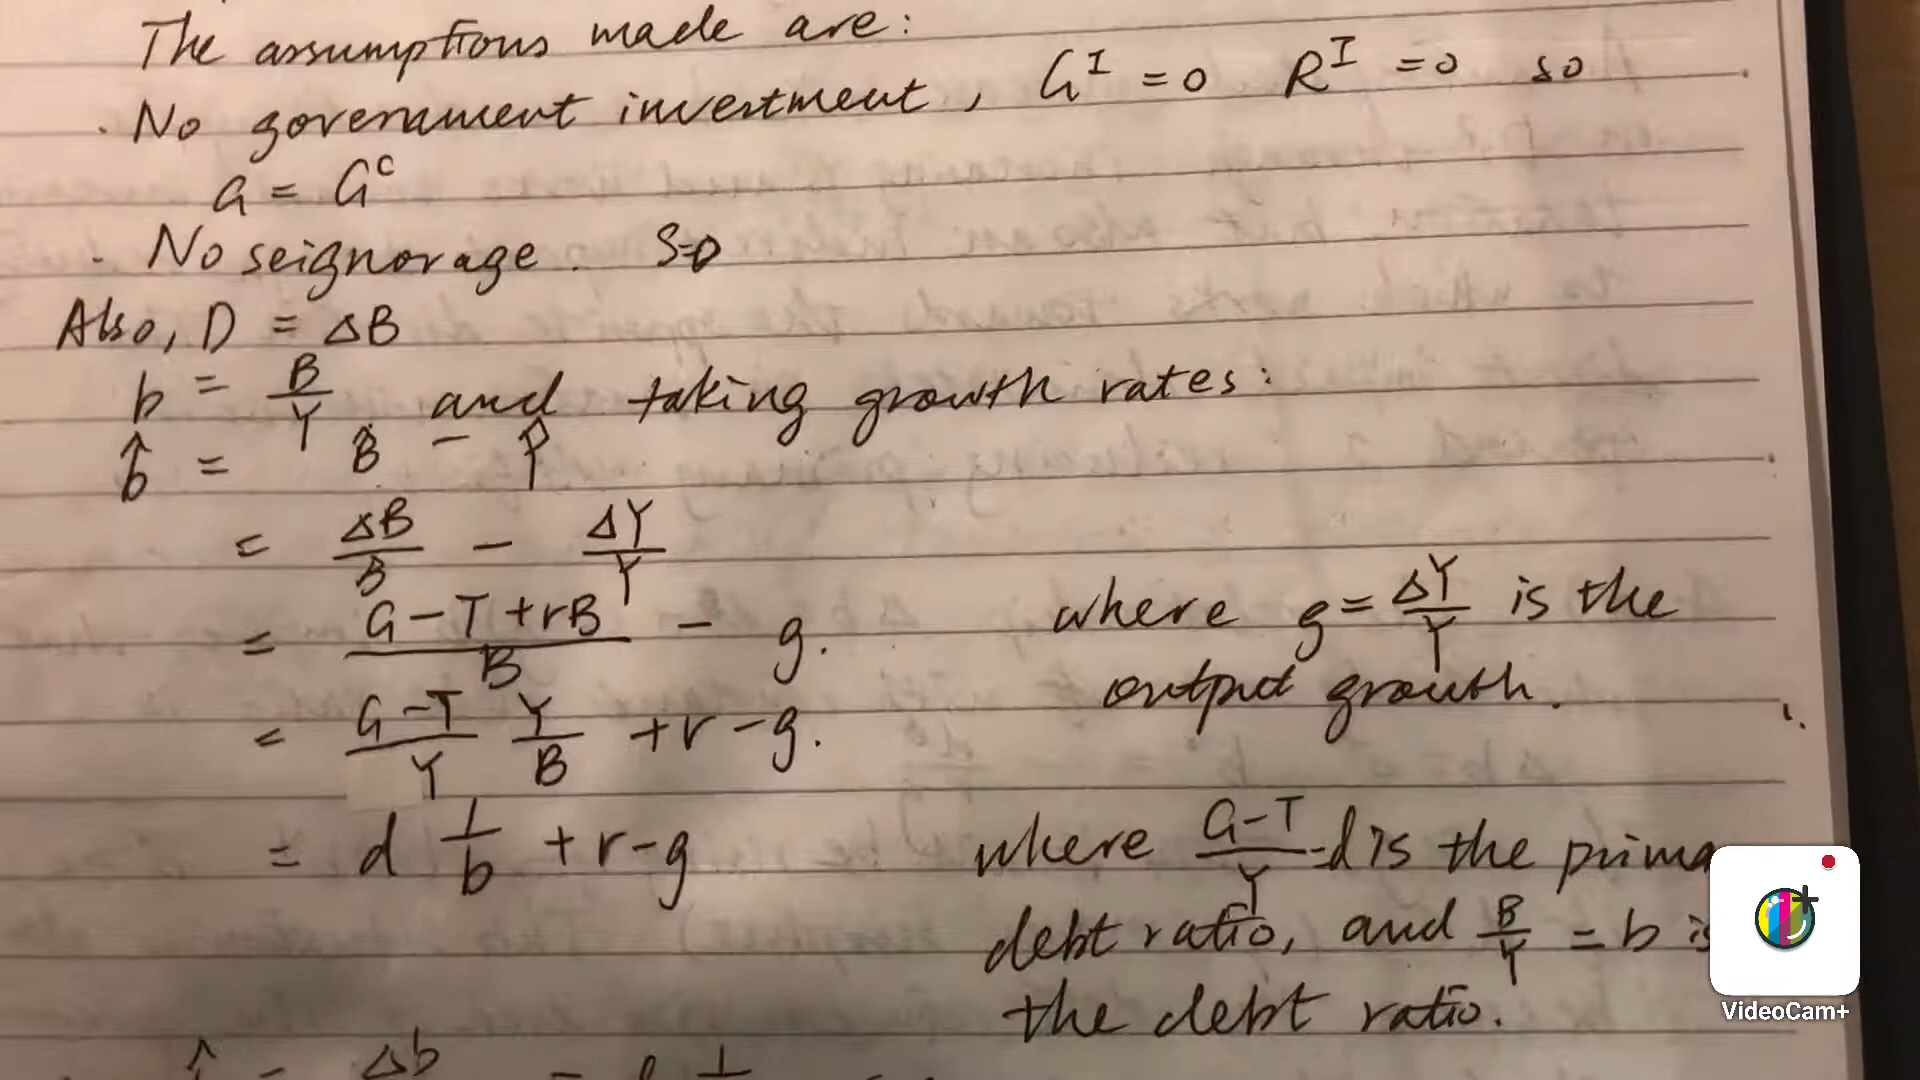 The assumptions made are:
. No goverenament investment, G^I = 0 R^I = 0 so
G = G^c
. No seignorage. S=0
Also, D = ΔB
b = B/Y and taking growth rates:
b̂ = B̂ - Ŷ
= ΔB/B - ΔY/Y
= (G-T+rB)/B - g. where g = ΔY/Y is the
output growth.
= (G-T)/Y Y/B + r - g.
= d 1/b + r - g where (G-T)/Y = d is the prima
debt ratio, and B/Y = b is
the debt ratio.
Δb
VideoCam+